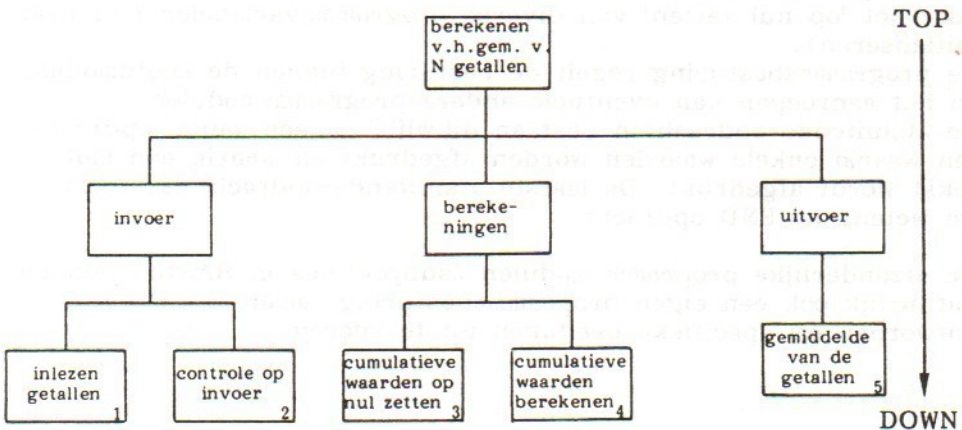 TOP
berekenen
v.h.gem. v.
N getallen
invoer
bereke-
ningen
uitvoer
inlezen
getallen
1
controle op
invoer
2
cumulatieve
waarden op
nul zetten
3
cumulatieve
waarden
berekenen
4
gemiddelde
van de
getallen
5
DOWN